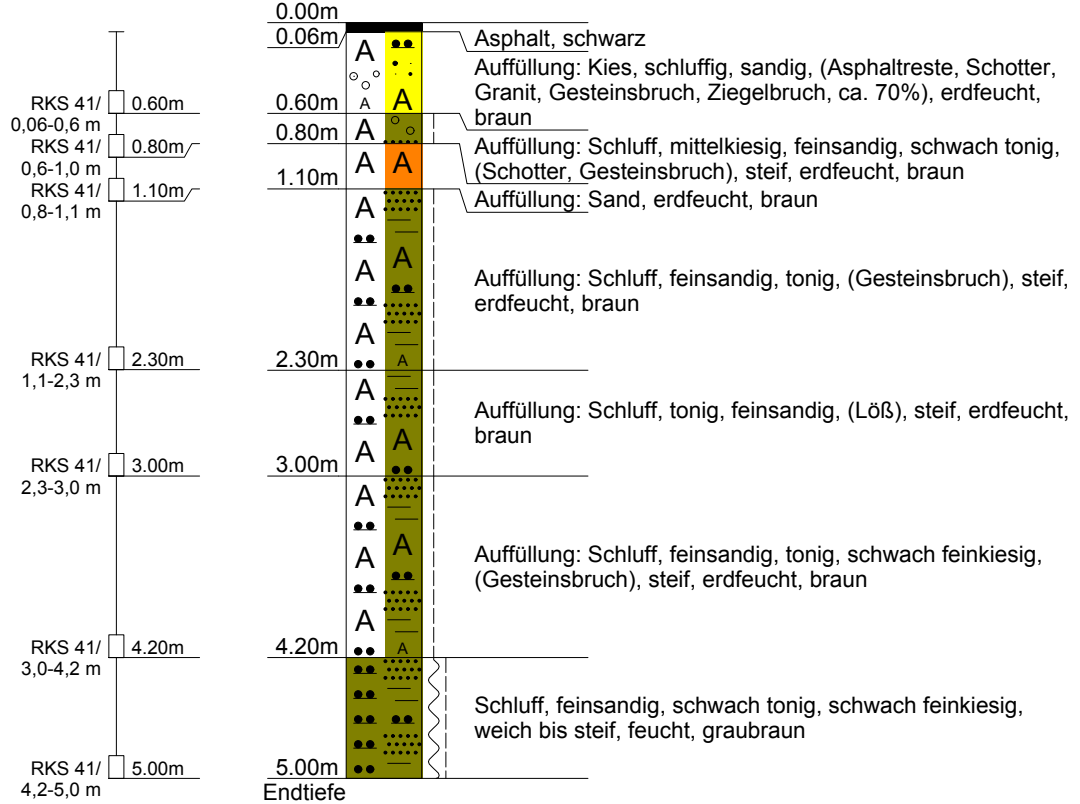 0.00m
0.06m
Asphalt, schwarz
Auffüllung: Kies, schluffig, sandig, (Asphaltreste, Schotter,
Granit, Gesteinsbruch, Ziegelbruch, ca. 70%), erdfeucht,
braun
RKS 41/
0,06-0,6 m
0.60m
0.60m
RKS 41/
0,6-1,0 m
0.80m
0.80m
Auffüllung: Schluff, mittelkiesig, feinsandig, schwach tonig,
(Schotter, Gesteinsbruch), steif, erdfeucht, braun
RKS 41/
0,8-1,1 m
1.10m
1.10m
Auffüllung: Sand, erdfeucht, braun
A
A
A
A
A
A
A
A
A
A
A
Auffüllung: Schluff, feinsandig, tonig, (Gesteinsbruch), steif,
erdfeucht, braun
RKS 41/
1,1-2,3 m
2.30m
2.30m
A
A
A
A
Auffüllung: Schluff, tonig, feinsandig, (Löß), steif, erdfeucht,
braun
RKS 41/
2,3-3,0 m
3.00m
3.00m
A
A
A
A
A
Auffüllung: Schluff, feinsandig, tonig, schwach feinkiesig,
(Gesteinsbruch), steif, erdfeucht, braun
RKS 41/
3,0-4,2 m
4.20m
4.20m
Schluff, feinsandig, schwach tonig, schwach feinkiesig,
weich bis steif, feucht, graubraun
RKS 41/
4,2-5,0 m
5.00m
5.00m
Endtiefe